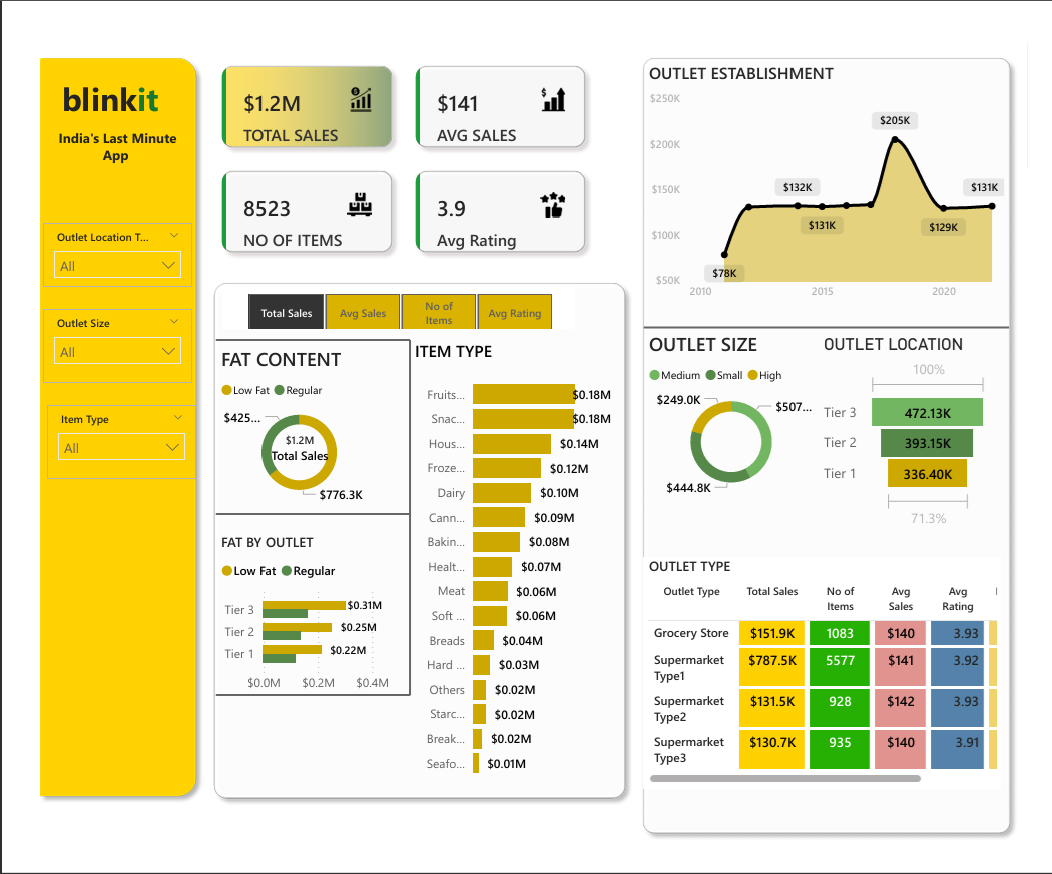 blinkit
India's Last Minute
App
Outlet Location T...
All
Outlet Size
All
Item Type
All
$1.2M
TOTAL SALES
$141
AVG SALES
8523
NO OF ITEMS
3.9
Avg Rating
Total Sales
Avg Sales
No of
Items
Avg Rating
FAT CONTENT
Low Fat Regular
$425...
$1.2M
Total Sales
$776.3K
FAT BY OUTLET
Low Fat Regular
Tier 3 $0.31M
Tier 2 $0.25M
Tier 1 $0.22M
$0.0M $0.2M $0.4M
ITEM TYPE
Fruits... $0.18M
Snac... $0.18M
Hous... $0.14M
Froze... $0.12M
Dairy $0.10M
Cann... $0.09M
Bakin... $0.08M
Healt... $0.07M
Meat $0.06M
Soft ... $0.06M
Breads $0.04M
Hard ... $0.03M
Others $0.02M
Starc... $0.02M
Break... $0.02M
Seafo... $0.01M
OUTLET ESTABLISHMENT
$250K
$200K
$150K
$100K
$50K
$78K
$132K
$131K
$205K
$129K
$131K
2010 2015 2020
OUTLET SIZE
Medium Small High
$249.0K
$507...
$444.8K
OUTLET LOCATION
100%
Tier 3 472.13K
Tier 2 393.15K
Tier 1 336.40K
71.3%
OUTLET TYPE
Outlet Type Total Sales No of Avg Avg
Items Sales Rating
Grocery Store $151.9K 1083 $140 3.93
Supermarket $787.5K 5577 $141 3.92
Type1
Supermarket $131.5K 928 $142 3.93
Type2
Supermarket $130.7K 935 $140 3.91
Type3